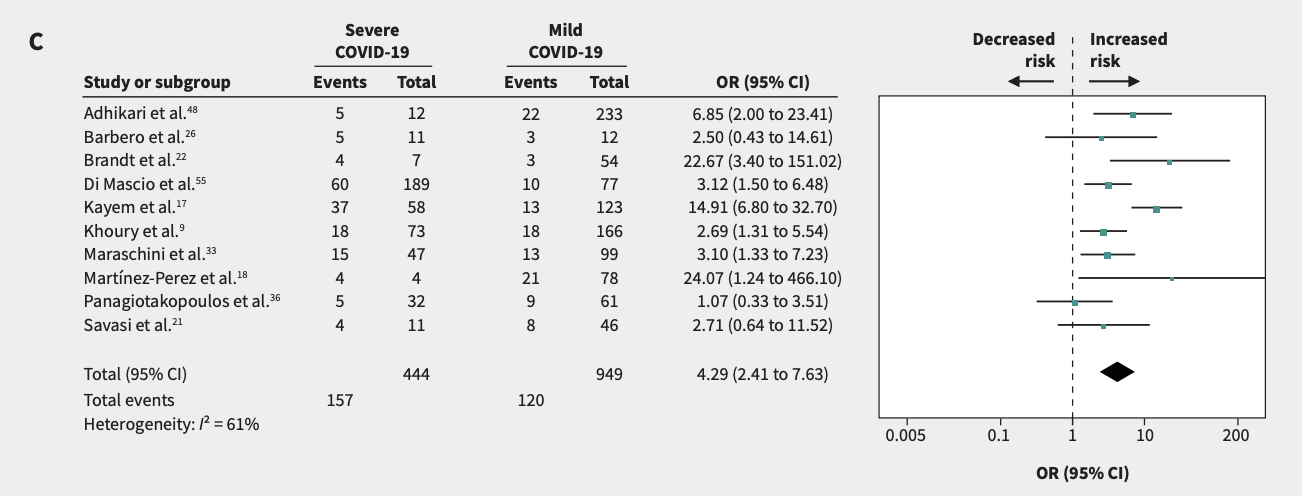 C
Severe COVID-19 Mild COVID-19 Decreased risk Increased risk
Study or subgroup Events Total Events Total OR (95% CI)
Adhikari et al.⁴⁸ 5 12 22 233 6.85 (2.00 to 23.41)
Barbero et al.²⁶ 5 11 3 12 2.50 (0.43 to 14.61)
Brandt et al.²² 4 7 3 54 22.67 (3.40 to 151.02)
Di Mascio et al.⁵⁵ 60 189 10 77 3.12 (1.50 to 6.48)
Kayem et al.¹⁷ 37 58 13 123 14.91 (6.80 to 32.70)
Khoury et al.⁹ 18 73 18 166 2.69 (1.31 to 5.54)
Maraschini et al.³³ 15 47 13 99 3.10 (1.33 to 7.23)
Martínez-Perez et al.¹⁸ 4 4 21 78 24.07 (1.24 to 466.10)
Panagiotakopoulos et al.³⁶ 5 32 9 61 1.07 (0.33 to 3.51)
Savasi et al.²¹ 4 11 8 46 2.71 (0.64 to 11.52)
Total (95% CI) 444 949 4.29 (2.41 to 7.63)
Total events 157 120
Heterogeneity: I² = 61%
0.005 0.1 1 10 200
OR (95% CI)